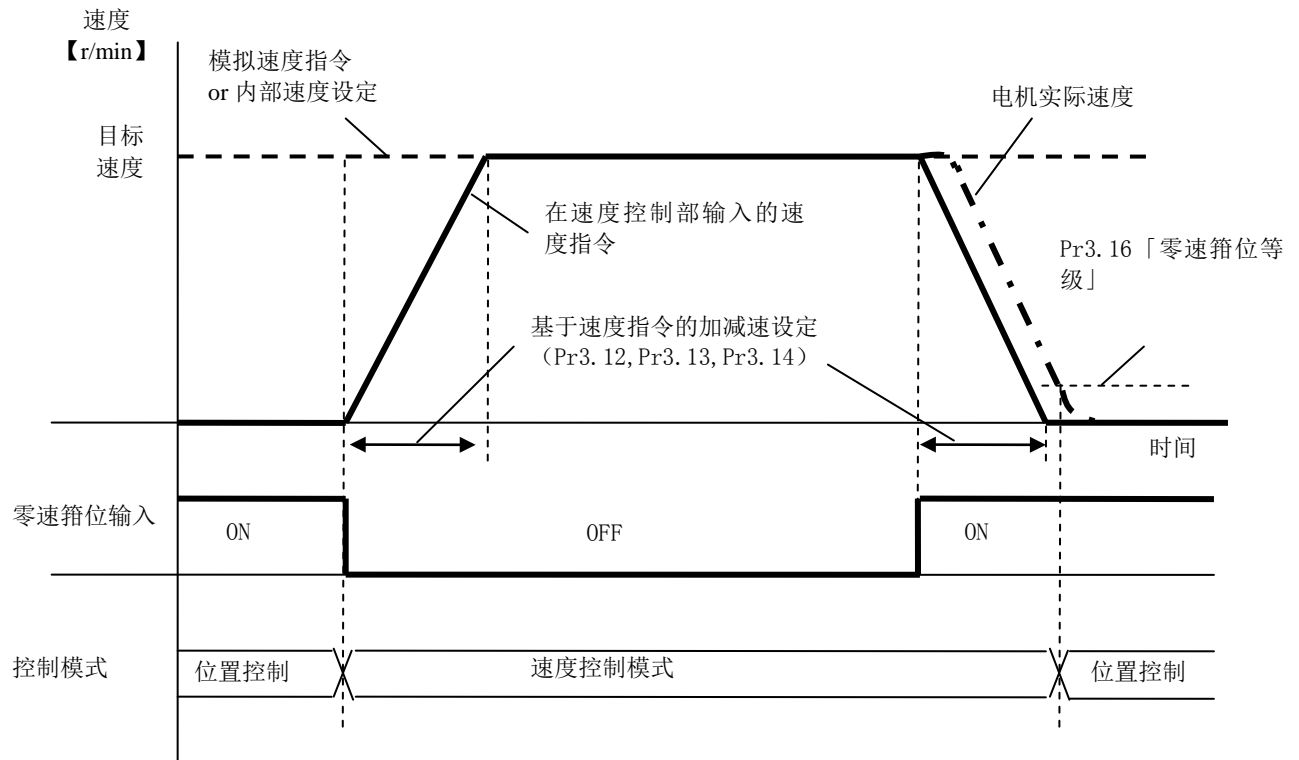 速度
【r/min】
模拟速度指令
or 内部速度设定
电机实际速度
目标
速度
在速度控制部输入的速
度指令
Pr3.16「零速箝位等
级」
基于速度指令的加减速设定
（Pr3.12,Pr3.13,Pr3.14）
时间
零速箝位输入
ON
OFF
ON
控制模式
位置控制
速度控制模式
位置控制